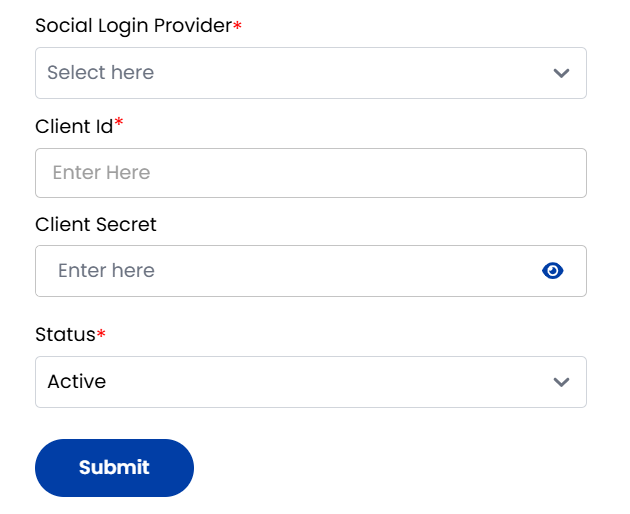 Social Login Provider*
Select here
Client Id*
Enter Here
Client Secret
Enter here
Status*
Active
Submit